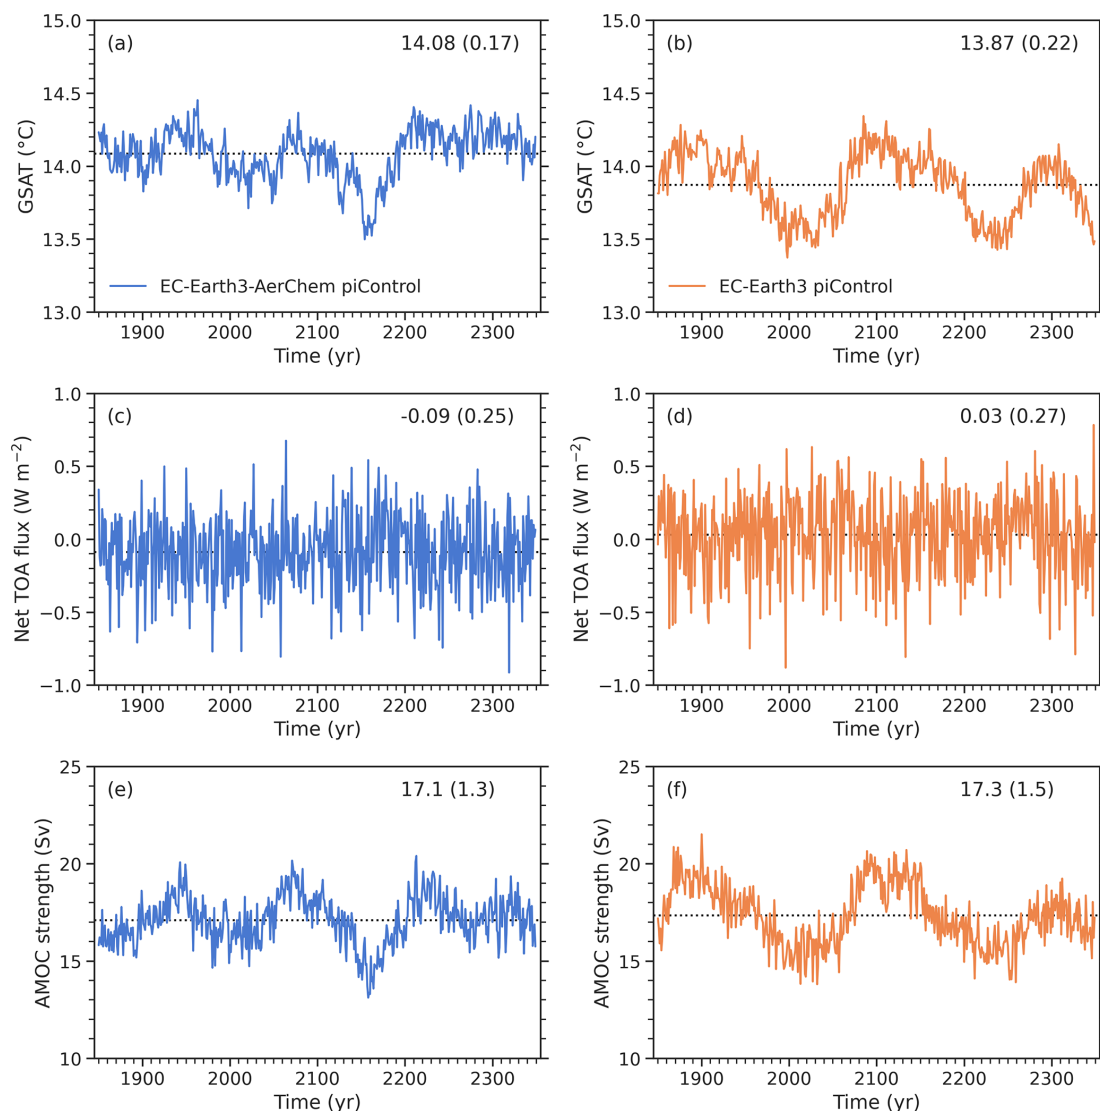 (a)
14.08 (0.17)
15.0
14.5
14.0
13.5
13.0
GSAT (°C)
EC-Earth3-AerChem piControl
1900 2000 2100 2200 2300
Time (yr)
(b)
13.87 (0.22)
15.0
14.5
14.0
13.5
13.0
GSAT (°C)
EC-Earth3 piControl
1900 2000 2100 2200 2300
Time (yr)
(c)
-0.09 (0.25)
1.0
0.5
0.0
−0.5
−1.0
Net TOA flux (W m⁻²)
1900 2000 2100 2200 2300
Time (yr)
(d)
0.03 (0.27)
1.0
0.5
0.0
−0.5
−1.0
Net TOA flux (W m⁻²)
1900 2000 2100 2200 2300
Time (yr)
(e)
17.1 (1.3)
25
20
15
10
AMOC strength (Sv)
1900 2000 2100 2200 2300
Time (yr)
(f)
17.3 (1.5)
25
20
15
10
AMOC strength (Sv)
1900 2000 2100 2200 2300
Time (yr)